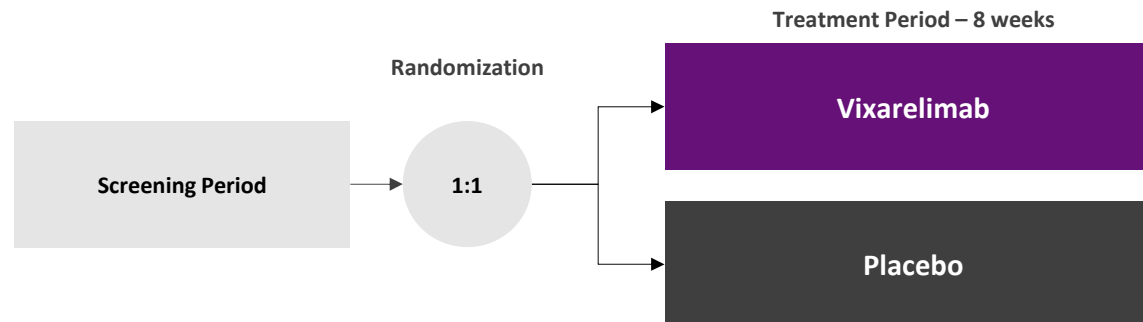 Treatment Period – 8 weeks
Randomization
Vixarelimab
Screening Period
1:1
Placebo